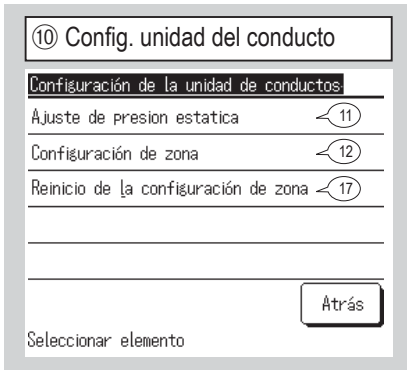 ⑩ Config. unidad del conducto
Configuración de la unidad de conductos
Ajuste de presion estatica 11
Configuración de zona 12
Reinicio de la configuración de zona 17
Atrás
Seleccionar elemento